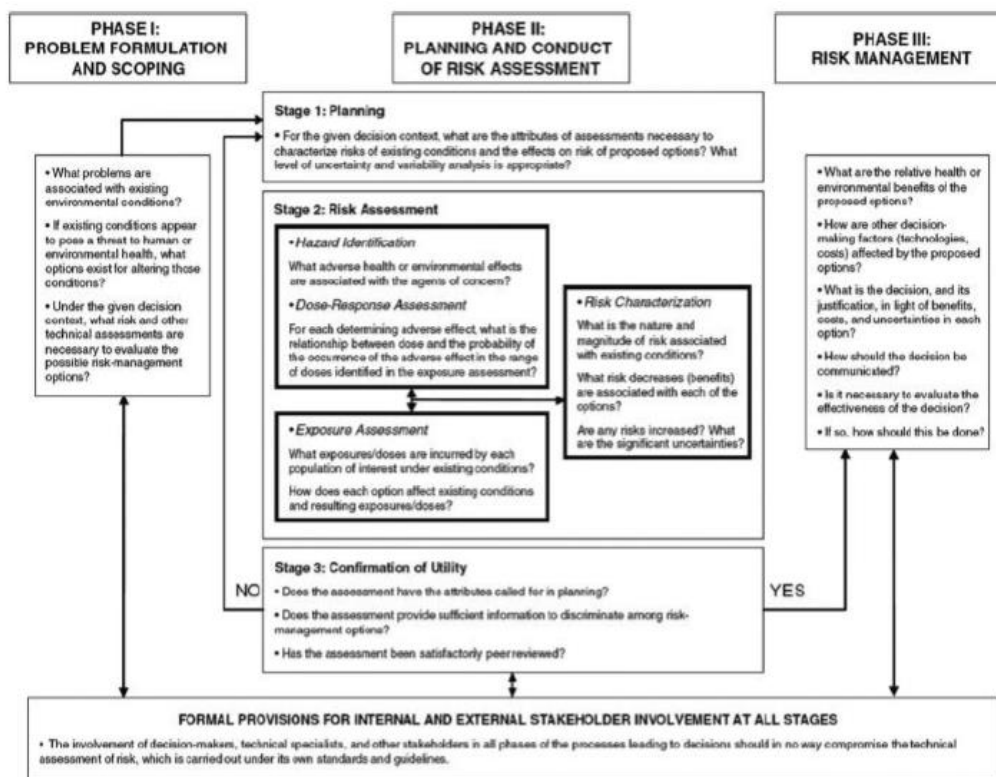 PHASE I:
PROBLEM FORMULATION
AND SCOPING
PHASE II:
PLANNING AND CONDUCT
OF RISK ASSESSMENT
PHASE III:
RISK MANAGEMENT
• What problems are
associated with existing
environmental conditions?
• If existing conditions appear
to pose a threat to human or
environmental health, what
options exist for altering those
conditions?
• Under the given decision
context, what risk and other
technical assessments are
necessary to evaluate the
possible risk-management
options?
Stage 1: Planning
• For the given decision context, what are the attributes of assessments necessary to
characterize risks of existing conditions and the effects on risk of proposed options? What
level of uncertainty and variability analysis is appropriate?
Stage 2: Risk Assessment
• Hazard Identification
What adverse health or environmental effects
are associated with the agents of concern?
• Dose-Response Assessment
For each determining adverse effect, what is the
relationship between dose and the probability of
the occurrence of the adverse effect in the range
of doses identified in the exposure assessment?
• Exposure Assessment
What exposures/doses are incurred by each
population of interest under existing conditions?
How does each option affect existing conditions
and resulting exposures/doses?
• Risk Characterization
What is the nature and
magnitude of risk associated
with existing conditions?
What risk decreases (benefits)
are associated with each of the
options?
Are any risks increased? What
are the significant uncertainties?
Stage 3: Confirmation of Utility
• Does the assessment have the attributes called for in planning?
• Does the assessment provide sufficient information to discriminate among risk-
management options?
• Has the assessment been satisfactorily peer reviewed?
NO
YES
• What are the relative health or
environmental benefits of the
proposed options?
• How are other decision-
making factors (technologies,
costs) affected by the proposed
options?
• What is the decision, and its
justification, in light of benefits,
costs, and uncertainties in each
option?
• How should the decision be
communicated?
• Is it necessary to evaluate the
effectiveness of the decision?
• If so, how should this be done?
FORMAL PROVISIONS FOR INTERNAL AND EXTERNAL STAKEHOLDER INVOLVEMENT AT ALL STAGES
• The involvement of decision-makers, technical specialists, and other stakeholders in all phases of the processes leading to decisions should in no way compromise the technical
assessment of risk, which is carried out under its own standards and guidelines.